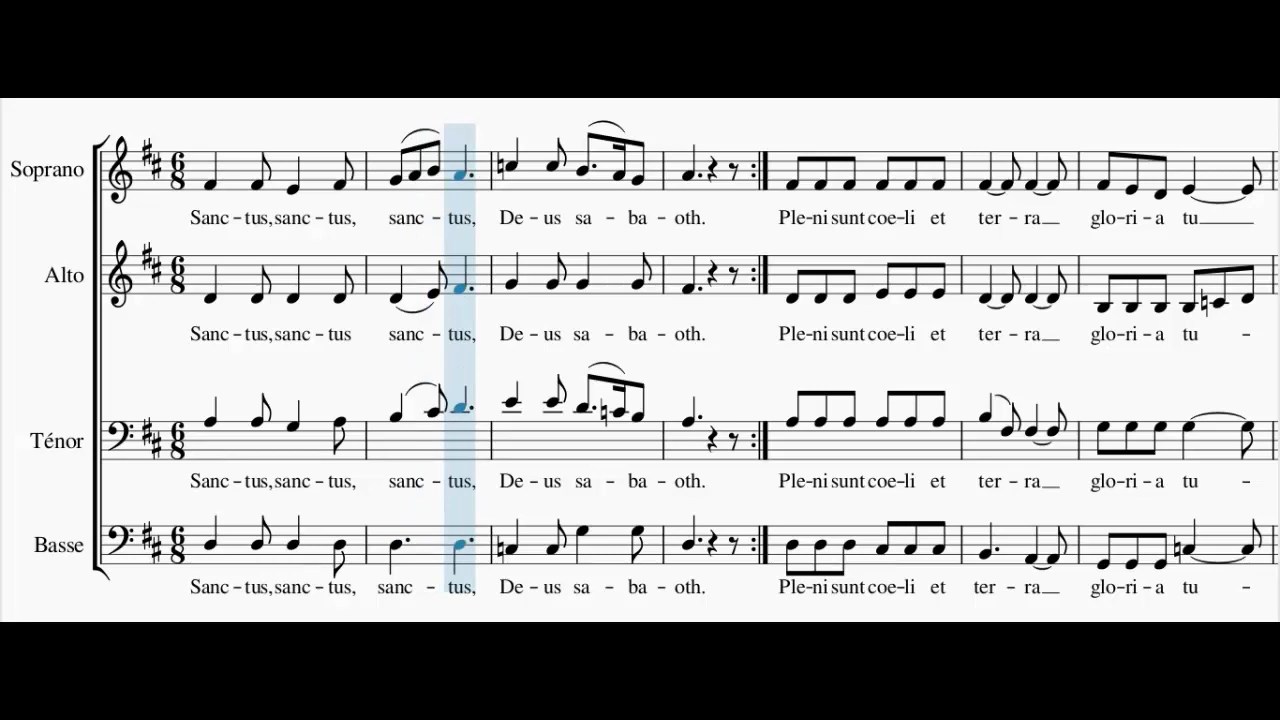 Soprano
6
8
Sanc – tus, sanc – tus, sanc – tus, De – us sa – ba – oth. Ple – ni sunt coe – li et ter – ra glo – ri – a tu
Alto
6
8
Sanc – tus, sanc – tus sanc – tus, De – us sa – ba – oth. Ple – ni sunt coe – li et ter – ra glo – ri – a tu –
Ténor
6
8
Sanc – tus, sanc – tus, sanc – tus, De – us sa – ba – oth. Ple – ni sunt coe – li et ter – ra glo – ri – a tu –
Basse
6
8
Sanc – tus, sanc – tus, sanc – tus, De – us sa – ba – oth. Ple – ni sunt coe – li et ter – ra glo – ri – a tu –